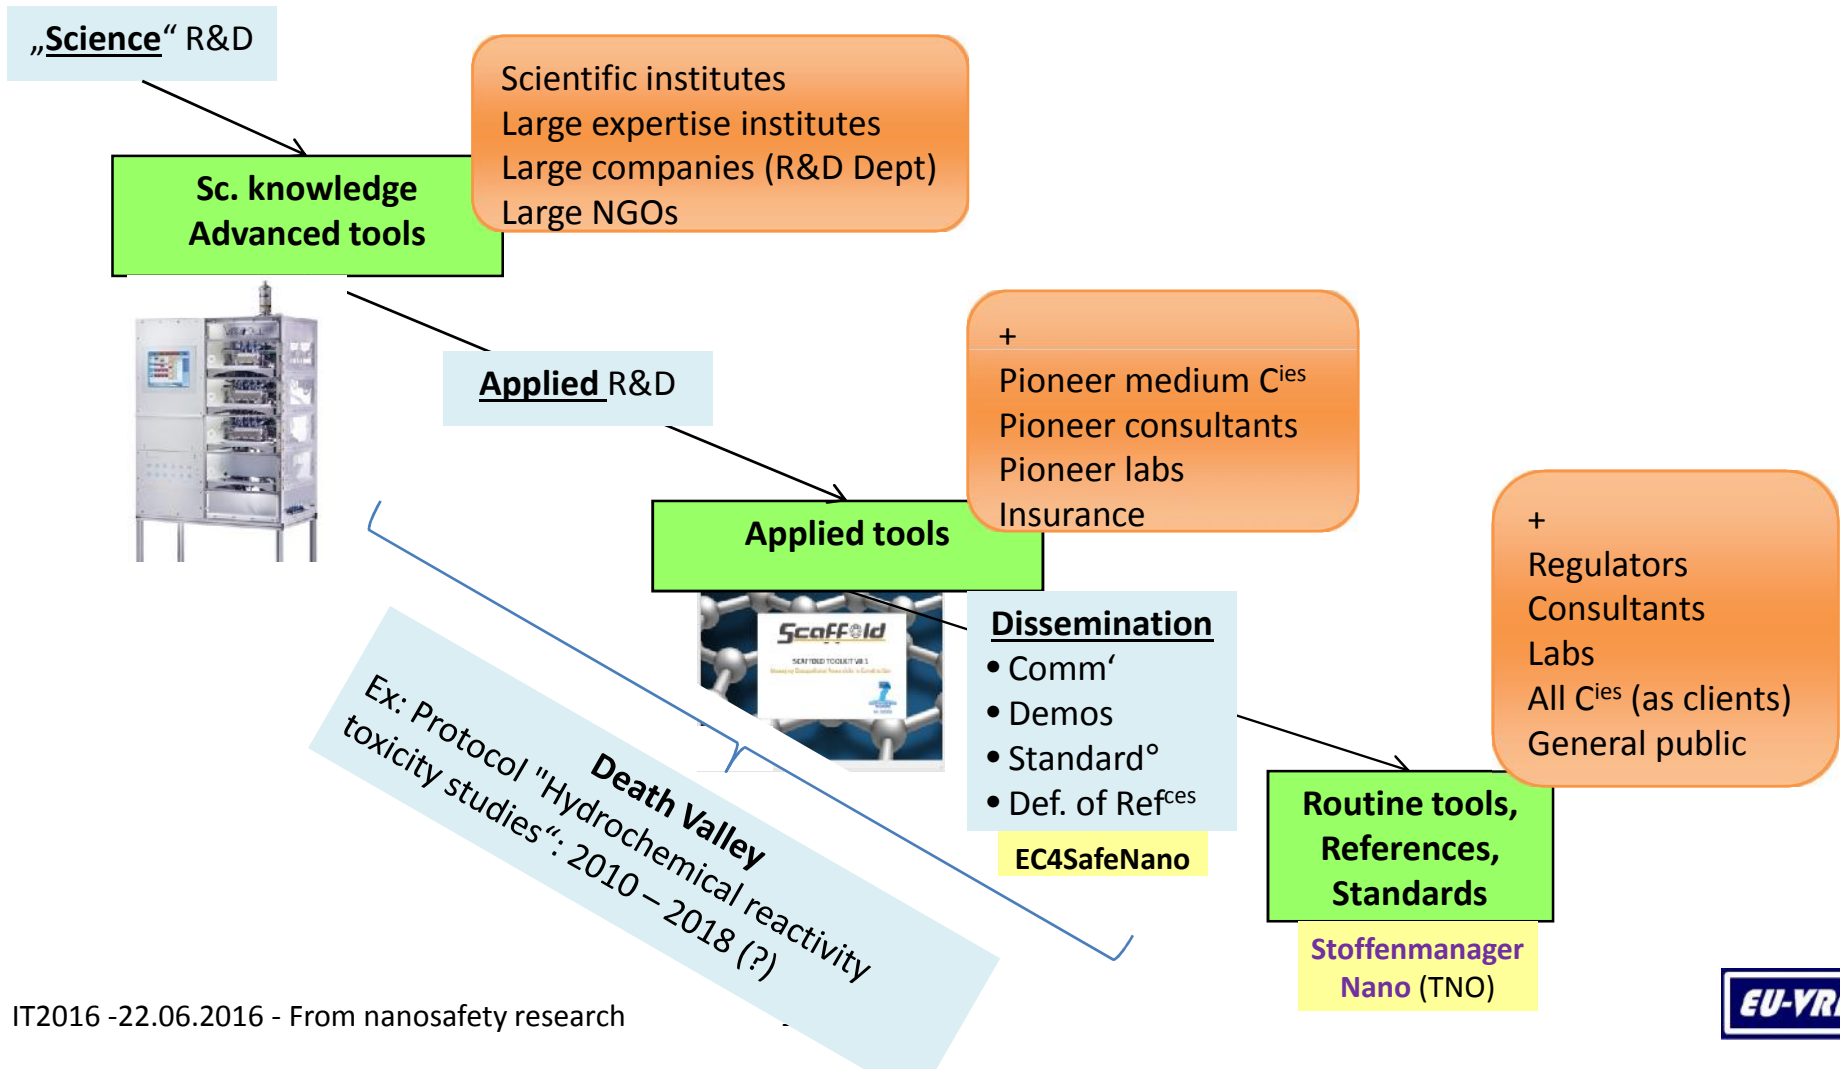 „Science“ R&D
Scientific institutes
Large expertise institutes
Large companies (R&D Dept)
Large NGOs
Sc. knowledge
Advanced tools
Applied R&D
+
Pioneer medium Cies
Pioneer consultants
Pioneer labs
Insurance
Applied tools
Scaffold
SCAFFOLD TOOLKIT
Dissemination
• Comm‘
• Demos
• Standard°
• Def. of Refces
EC4SafeNano
+
Regulators
Consultants
Labs
All Cies (as clients)
General public
Routine tools,
References,
Standards
Stoffenmanager
Nano (TNO)
Death Valley
Ex: Protocol "Hydrochemical reactivity
toxicity studies“: 2010 – 2018 (?)
IT2016 -22.06.2016 - From nanosafety research